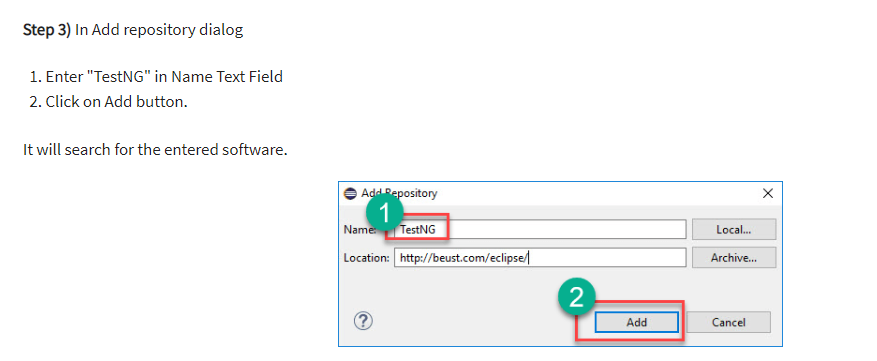 Step 3) In Add repository dialog
1. Enter "TestNG" in Name Text Field
2. Click on Add button.
It will search for the entered software.
Add Repository
1
Name: TestNG Local...
Location: http://beust.com/eclipse/ Archive...
2
? Add Cancel